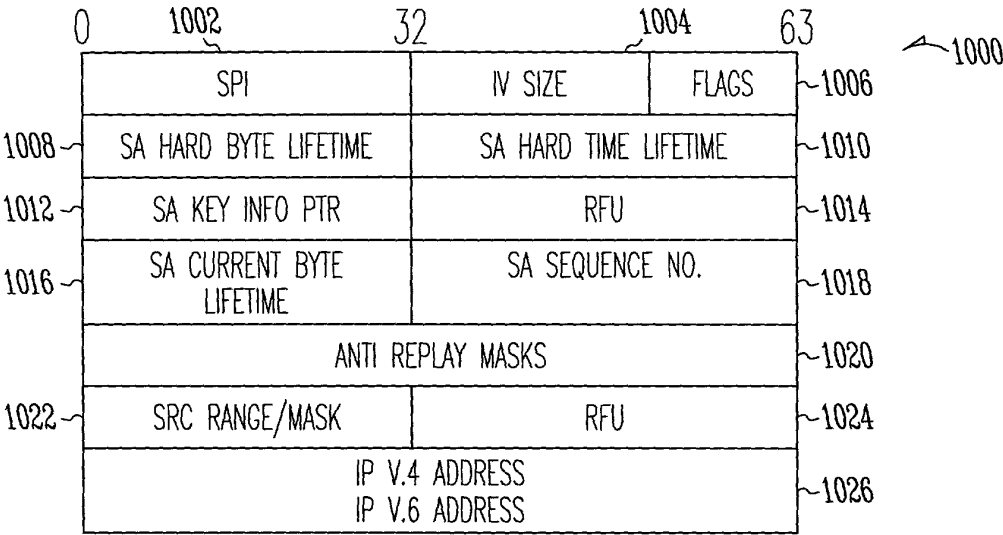 0 32 63
1002 1004
1000
SPI IV SIZE FLAGS 1006
1008 SA HARD BYTE LIFETIME SA HARD TIME LIFETIME 1010
1012 SA KEY INFO PTR RFU 1014
1016 SA CURRENT BYTE LIFETIME SA SEQUENCE NO. 1018
ANTI REPLAY MASKS 1020
1022 SRC RANGE/MASK RFU 1024
IP V.4 ADDRESS
IP V.6 ADDRESS 1026